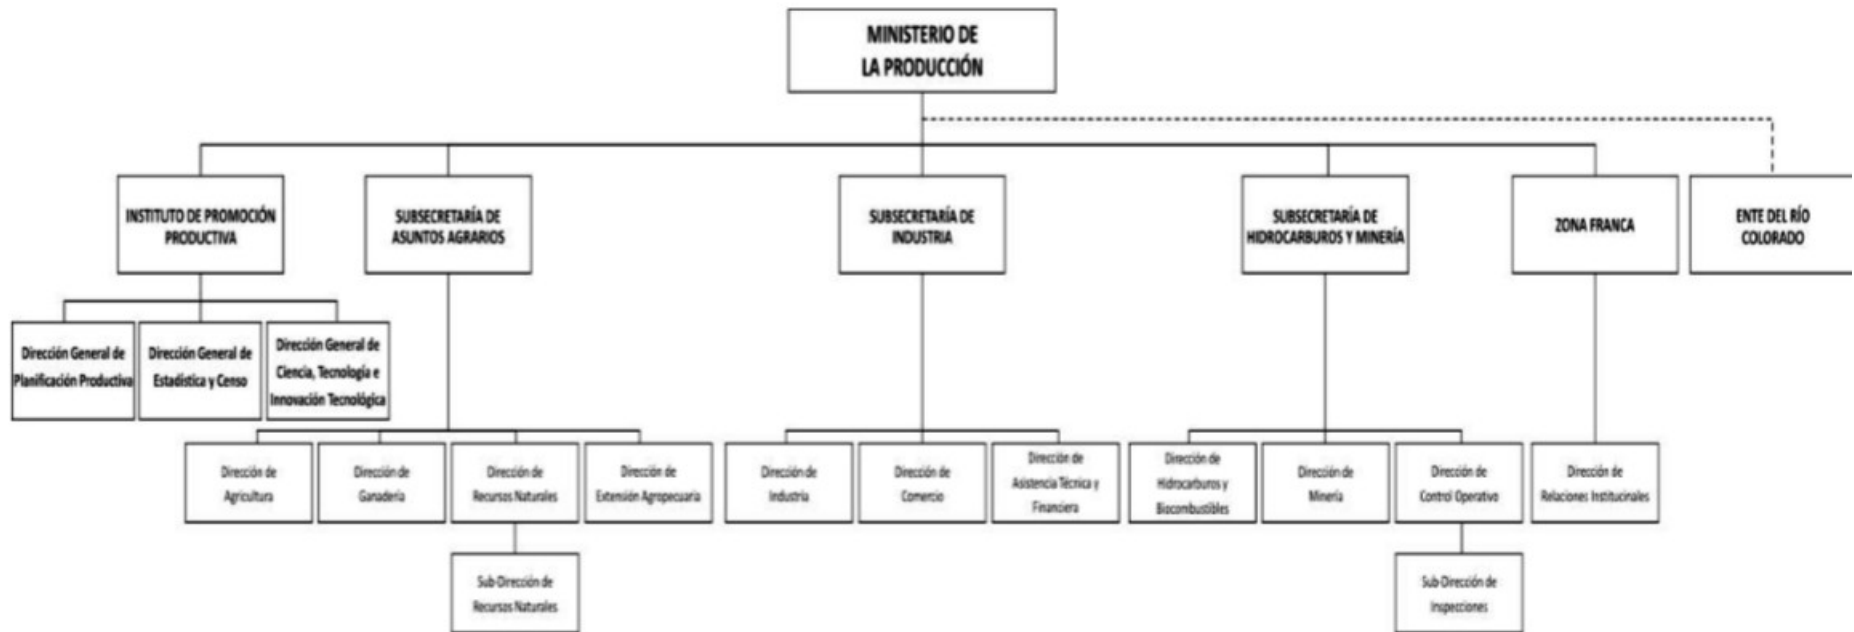 MINISTERIO DE
LA PRODUCCIÓN
INSTITUTO DE PROMOCIÓN
PRODUCTIVA
SUBSECRETARÍA DE
ASUNTOS AGRARIOS
SUBSECRETARÍA DE
INDUSTRIA
SUBSECRETARÍA DE
HIDROCARBUROS Y MINERÍA
ZONA FRANCA
ENTE DEL RÍO
COLORADO
Dirección General de
Planificación Productiva
Dirección General de
Estadística y Censo
Dirección General de
Ciencia, Tecnología e
Innovación Tecnológica
Dirección de
Agricultura
Dirección de
Ganadería
Dirección de
Recursos Naturales
Dirección de
Extensión Agropecuaria
Dirección de
Industria
Dirección de
Comercio
Dirección de
Asistencia Técnica y
Financiera
Dirección de
Hidrocarburos y
Biocombustibles
Dirección de
Minería
Dirección de
Control Operativo
Dirección de
Relaciones Institucinales
Sub-Dirección de
Recursos Naturales
Sub-Dirección de
Inspecciones